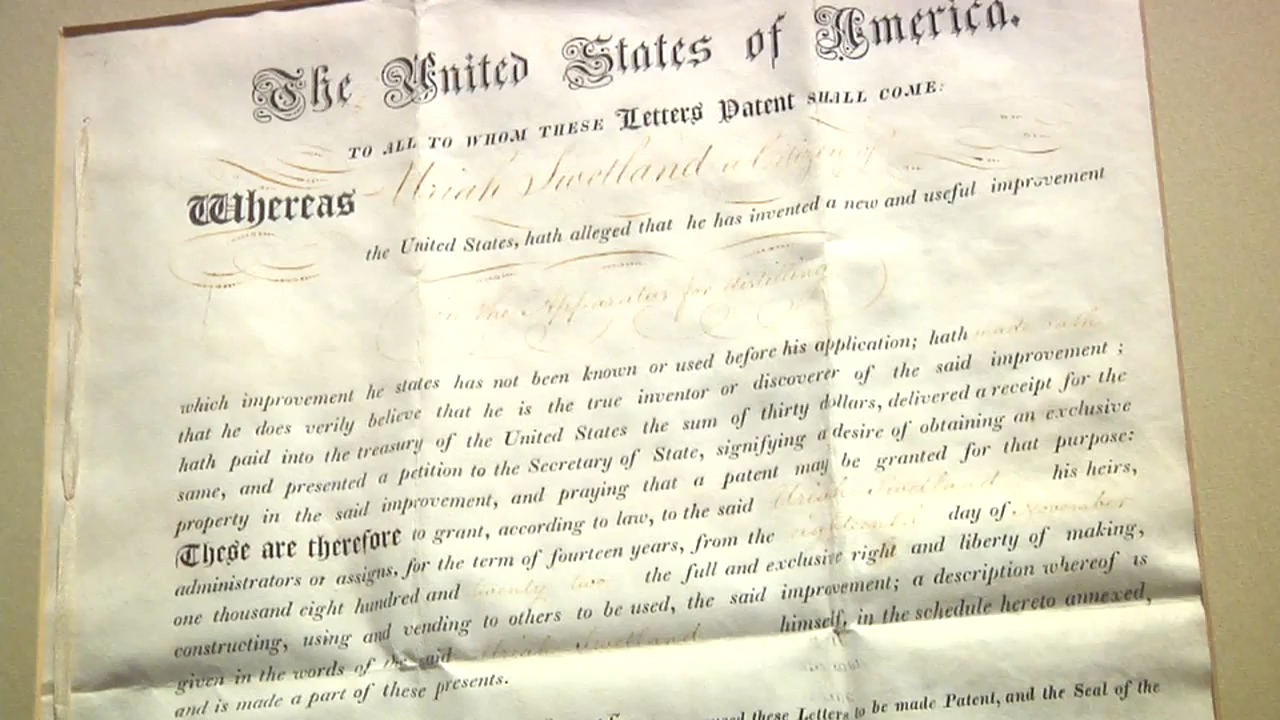 The United States of America.
TO ALL TO WHOM THESE Letters Patent SHALL COME:
Whereas Uriah Swetland a Citizen of
the United States, hath alleged that he has invented a new and useful improvement
in the Apparatus for distilling
which improvement he states has not been known or used before his application; hath made oath
that he does verily believe that he is the true inventor or discoverer of the said improvement ;
hath paid into the treasury of the United States the sum of thirty dollars, delivered a receipt for the
same, and presented a petition to the Secretary of State, signifying a desire of obtaining an exclusive
property in the said improvement, and praying that a patent may be granted for that purpose:
These are therefore to grant, according to law, to the said Uriah Swetland his heirs,
administrators or assigns, for the term of fourteen years, from the eighteenth day of November
one thousand eight hundred and twenty two the full and exclusive right and liberty of making,
constructing, using and vending to others to be used, the said improvement; a description whereof is
given in the words of the said Uriah Swetland himself, in the schedule hereto annexed,
and is made a part of these presents.
these Letters to be made Patent, and the Seal of the